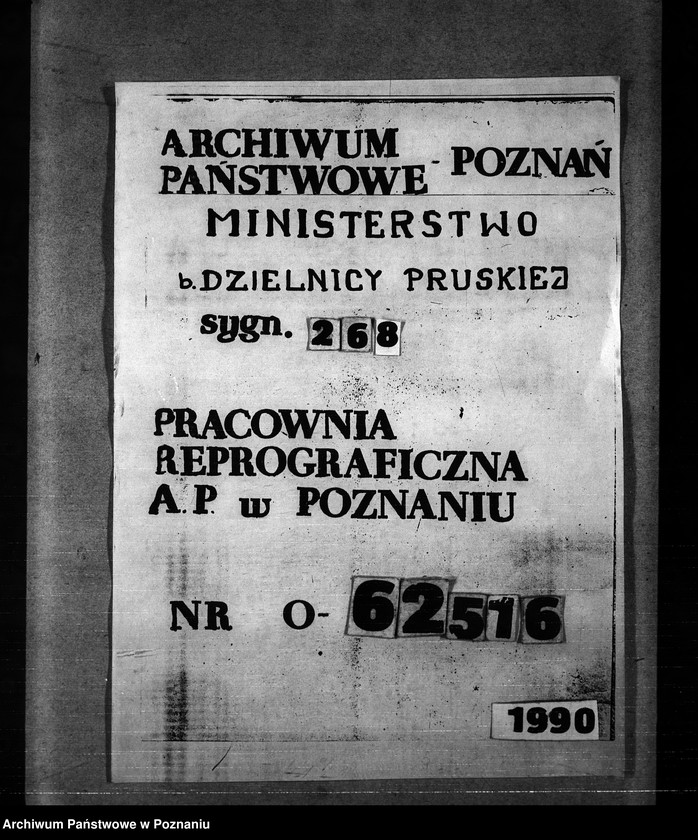 ARCHIWUM
PAŃSTWOWE - POZNAŃ
MINISTERSTWO
b. DZIELNICY PRUSKIEJ
sygn. 268
PRACOWNIA
REPROGRAFICZNA
A.P. w POZNANIU
NR O-62516
1990
Archiwum Państwowe w Poznaniu